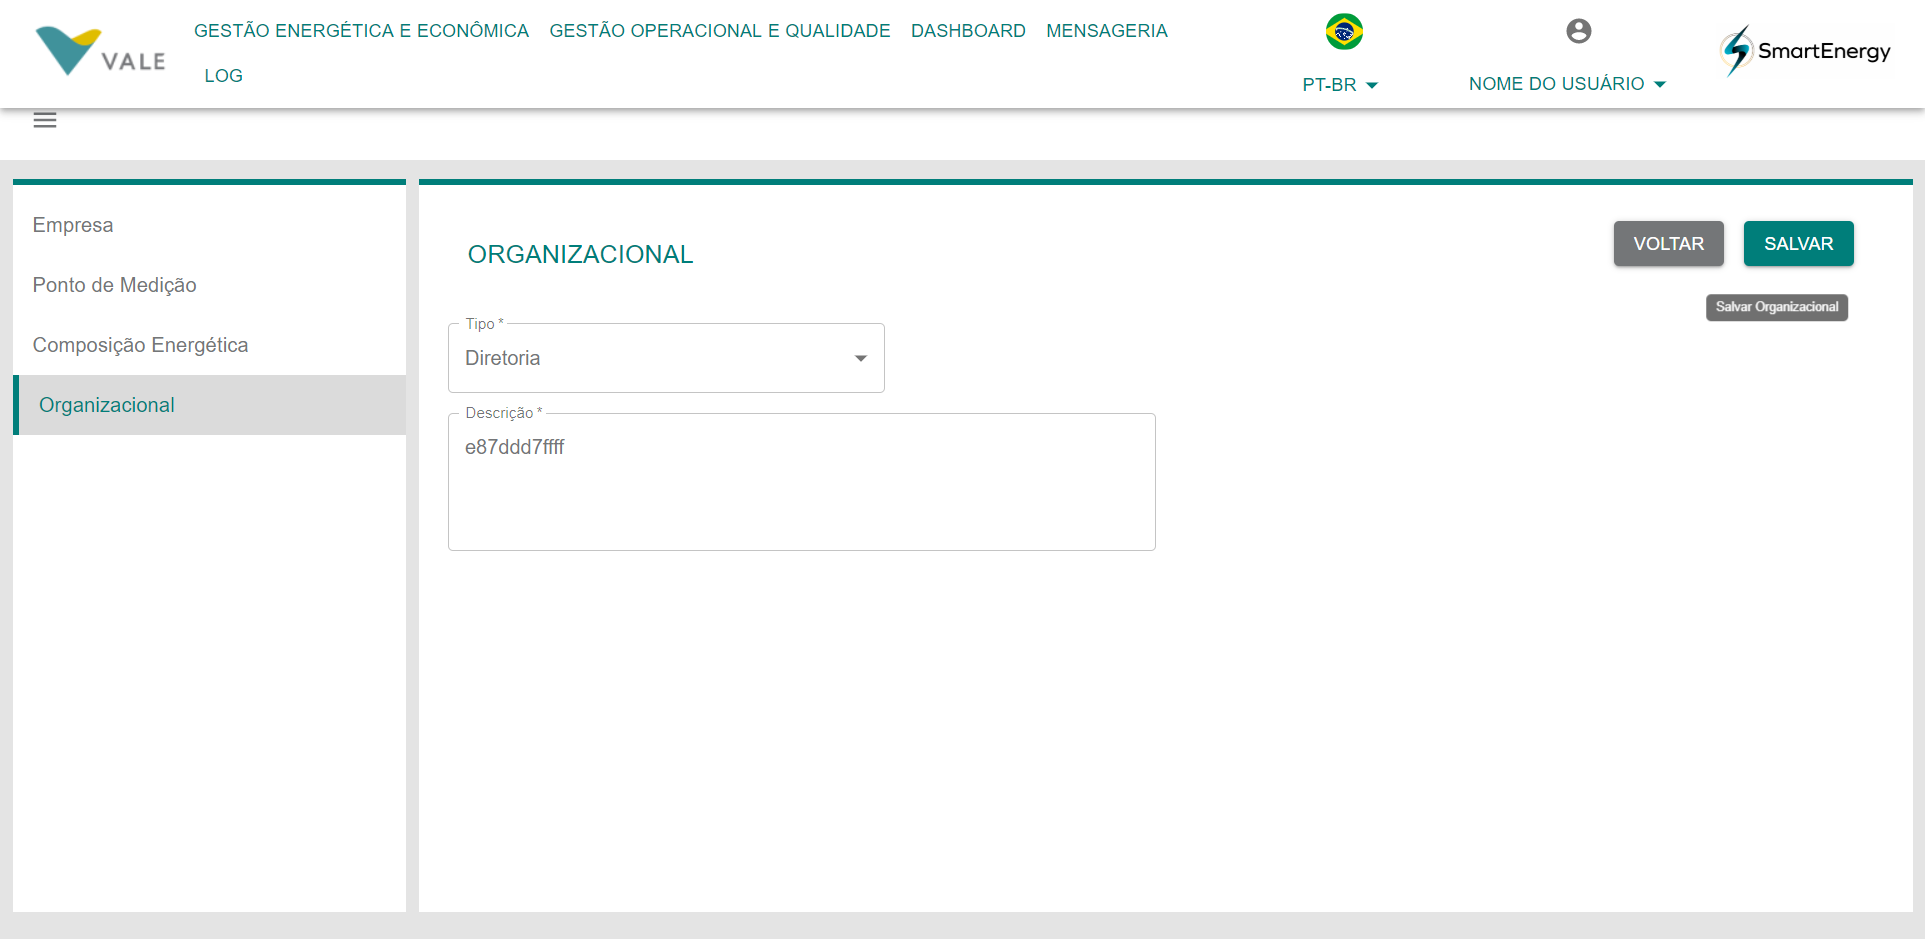 VALE
GESTÃO ENERGÉTICA E ECONÔMICA GESTÃO OPERACIONAL E QUALIDADE DASHBOARD MENSAGERIA
LOG
PT-BR
NOME DO USUÁRIO
SmartEnergy
Empresa
Ponto de Medição
Composição Energética
Organizacional
ORGANIZACIONAL
VOLTAR SALVAR
Salvar Organizacional
Tipo *
Diretoria
Descrição *
e87ddd7ffff